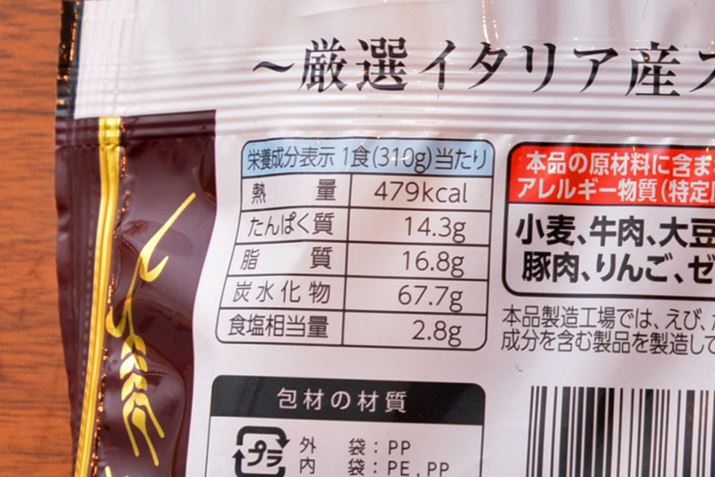 ～厳選イタリア産
栄養成分表示 1食(310g)当たり
熱量 479kcal
たんぱく質 14.3g
脂質 16.8g
炭水化物 67.7g
食塩相当量 2.8g
本品の原材料に含ま
アレルギー物質(特定
小麦、牛肉、大豆
豚肉、りんご、ゼ
本品製造工場では、えび、
成分を含む製品を製造して
包材の材質
プラ
外袋：PP
内袋：PE,PP